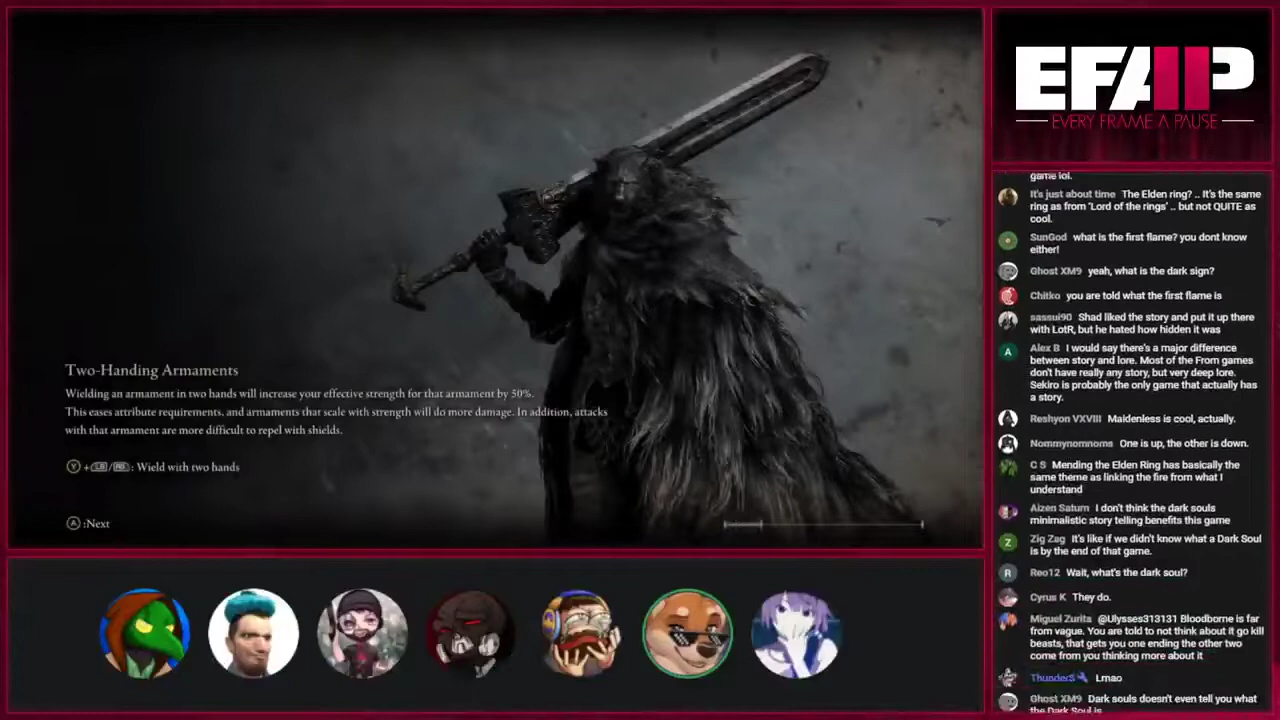 EFAP
EVERY FRAME A PAUSE
Two-Handing Armaments
Wielding an armament in two hands will increase your effective strength for that armament by 50%.
This eases attribute requirements, and armaments that scale with strength will do more damage. In addition, attacks
with that armament are more difficult to repel with shields.
Y + LB / RB : Wield with two hands
A :Next
game lol.
It's just about time The Elden ring? .. It's the same
ring as from 'Lord of the rings' .. but not QUITE as
cool.
SunGod what is the first flame? you dont know
either!
Ghost XM9 yeah, what is the dark sign?
Chitko you are told what the first flame is
sassui90 Shad liked the story and put it up there
with LotR, but he hated how hidden it was
A Alex B I would say there's a major difference
between story and lore. Most of the From games
don't have really any story, but very deep lore.
Sekiro is probably the only game that actually has
a story.
Reshyon VXVIII Maidenless is cool, actually.
Nommynomnoms One is up, the other is down.
C S Mending the Elden Ring has basically the
same theme as linking the fire from what I
understand
Aizen Saturn I don't think the dark souls
minimalistic story telling benefits this game
Z Zig Zag It's like if we didn't know what a Dark Soul
is by the end of that game.
R Reo12 Wait, what's the dark soul?
Cyrus K They do.
Miguel Zurita @Ulysses313131 Bloodborne is far
from vague. You are told to not think about it go kill
beasts, that gets you one ending the other two
come from you thinking more about it
ThunderS Lmao
Ghost XM9 Dark souls doesn't even tell you what
the Dark Soul is